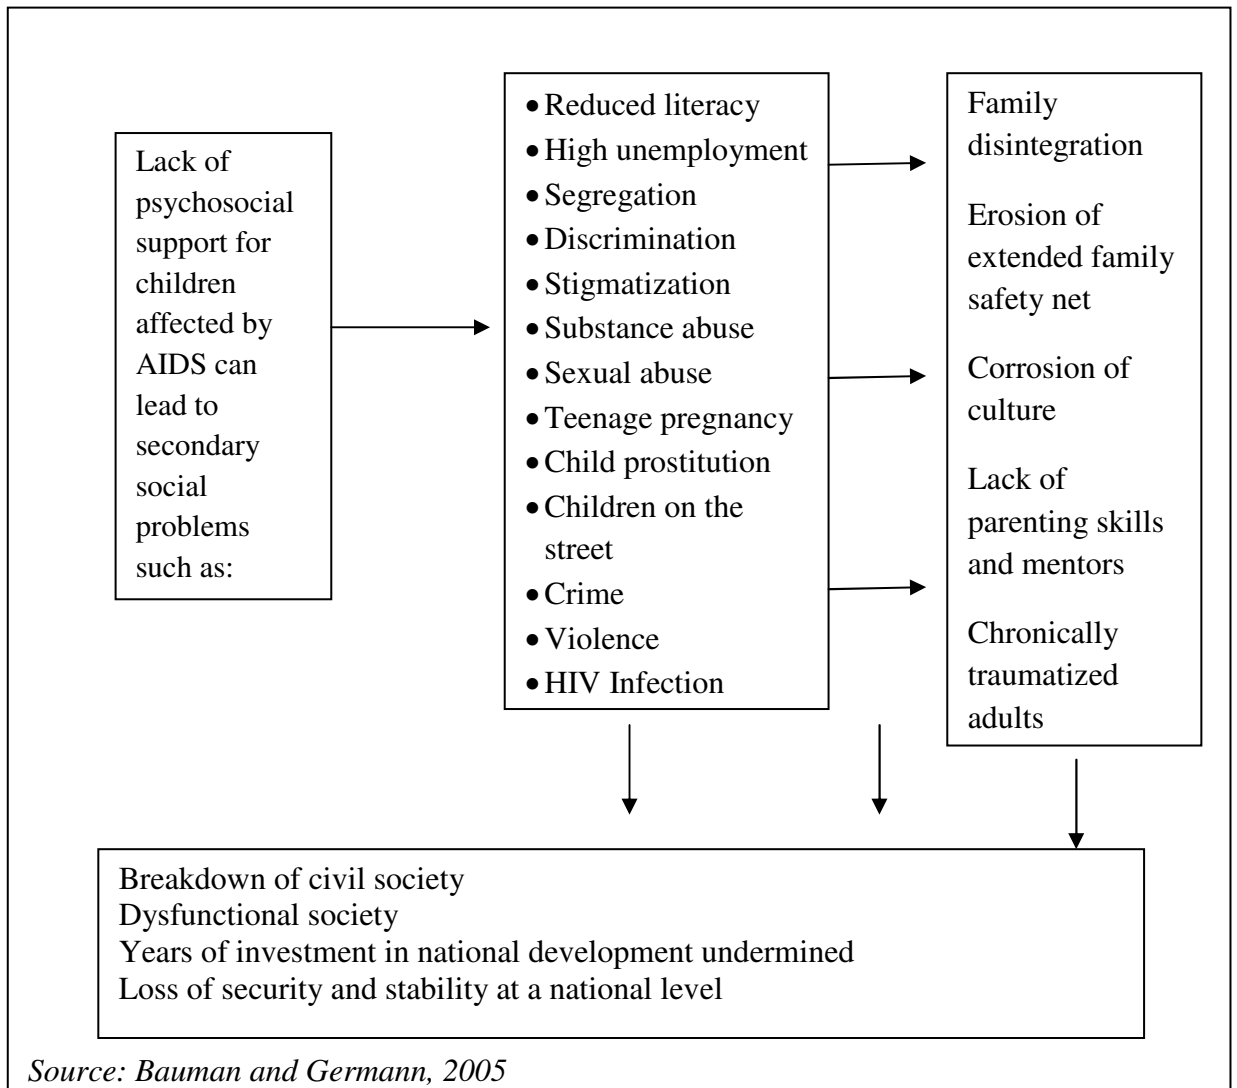 Lack of
psychosocial
support for
children
affected by
AIDS can
lead to
secondary
social
problems
such as:
• Reduced literacy
• High unemployment
• Segregation
• Discrimination
• Stigmatization
• Substance abuse
• Sexual abuse
• Teenage pregnancy
• Child prostitution
• Children on the
street
• Crime
• Violence
• HIV Infection
Family
disintegration
Erosion of
extended family
safety net
Corrosion of
culture
Lack of
parenting skills
and mentors
Chronically
traumatized
adults
Breakdown of civil society
Dysfunctional society
Years of investment in national development undermined
Loss of security and stability at a national level
Source: Bauman and Germann, 2005